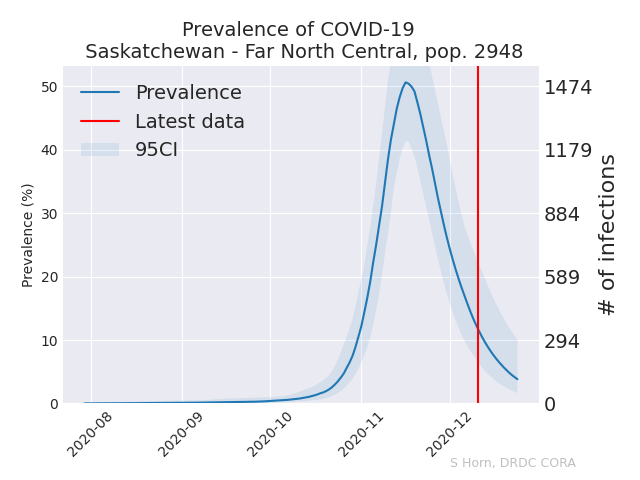 Prevalence of COVID-19
Saskatchewan - Far North Central, pop. 2948
Prevalence
Latest data
95CI
Prevalence (%)
50
40
30
20
10
0
1474
1179
884
589
294
0
# of infections
2020-08
2020-09
2020-10
2020-11
2020-12
S Horn, DRDC CORA